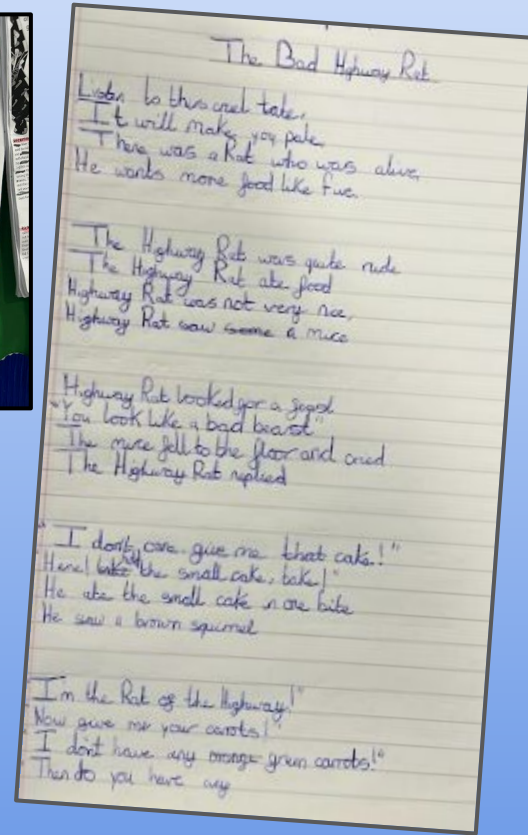 The Bad Highway Rat
Listen to this cruel tale,
It will make you pale,
There was a Rat who was alive,
He wants more food like five.
The Highway Rat was quite rude
The Highway Rat ate food
Highway Rat was not very nice,
Highway Rat saw some a mice
Highway Rat looked for a feast
"You look like a bad beast"
The mice fell to the floor and cried
The Highway Rat replied
"I don't care give me that cake!"
Here! the small cake, take!"
He ate the small cake in one bite
He saw a brown squirrel
"I'm the Rat of the Highway!"
"Now give me your carrots!"
"I don't have any orange green carrots!"
Then do you have any